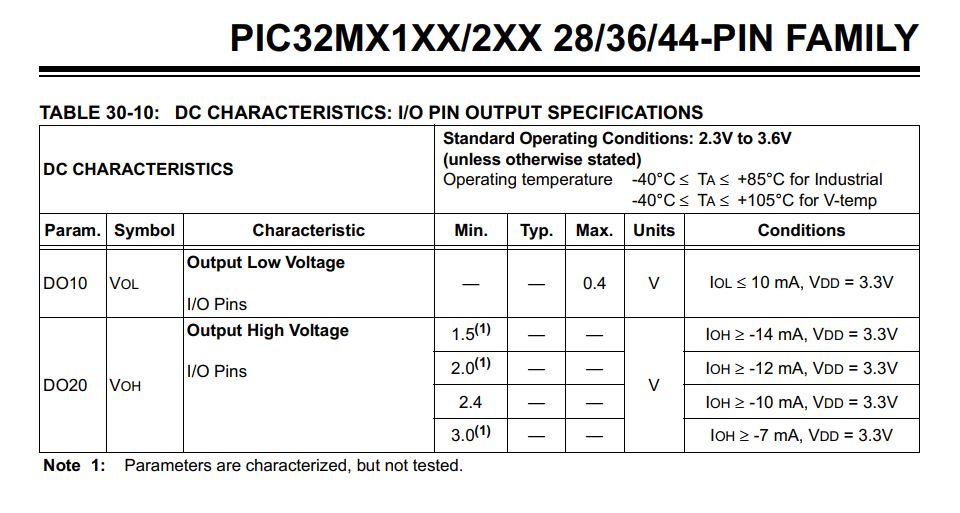 PIC32MX1XX/2XX 28/36/44-PIN FAMILY
TABLE 30-10: DC CHARACTERISTICS: I/O PIN OUTPUT SPECIFICATIONS
DC CHARACTERISTICS
Standard Operating Conditions: 2.3V to 3.6V
(unless otherwise stated)
Operating temperature -40°C ≤ TA ≤ +85°C for Industrial
-40°C ≤ TA ≤ +105°C for V-temp
Param. Symbol Characteristic Min. Typ. Max. Units Conditions
DO10 VOL Output Low Voltage
I/O Pins — — 0.4 V IOL ≤ 10 mA, VDD = 3.3V
DO20 VOH Output High Voltage
I/O Pins
1.5(1) — — V IOH ≥ -14 mA, VDD = 3.3V
2.0(1) — — IOH ≥ -12 mA, VDD = 3.3V
2.4 — — IOH ≥ -10 mA, VDD = 3.3V
3.0(1) — — IOH ≥ -7 mA, VDD = 3.3V
Note 1: Parameters are characterized, but not tested.